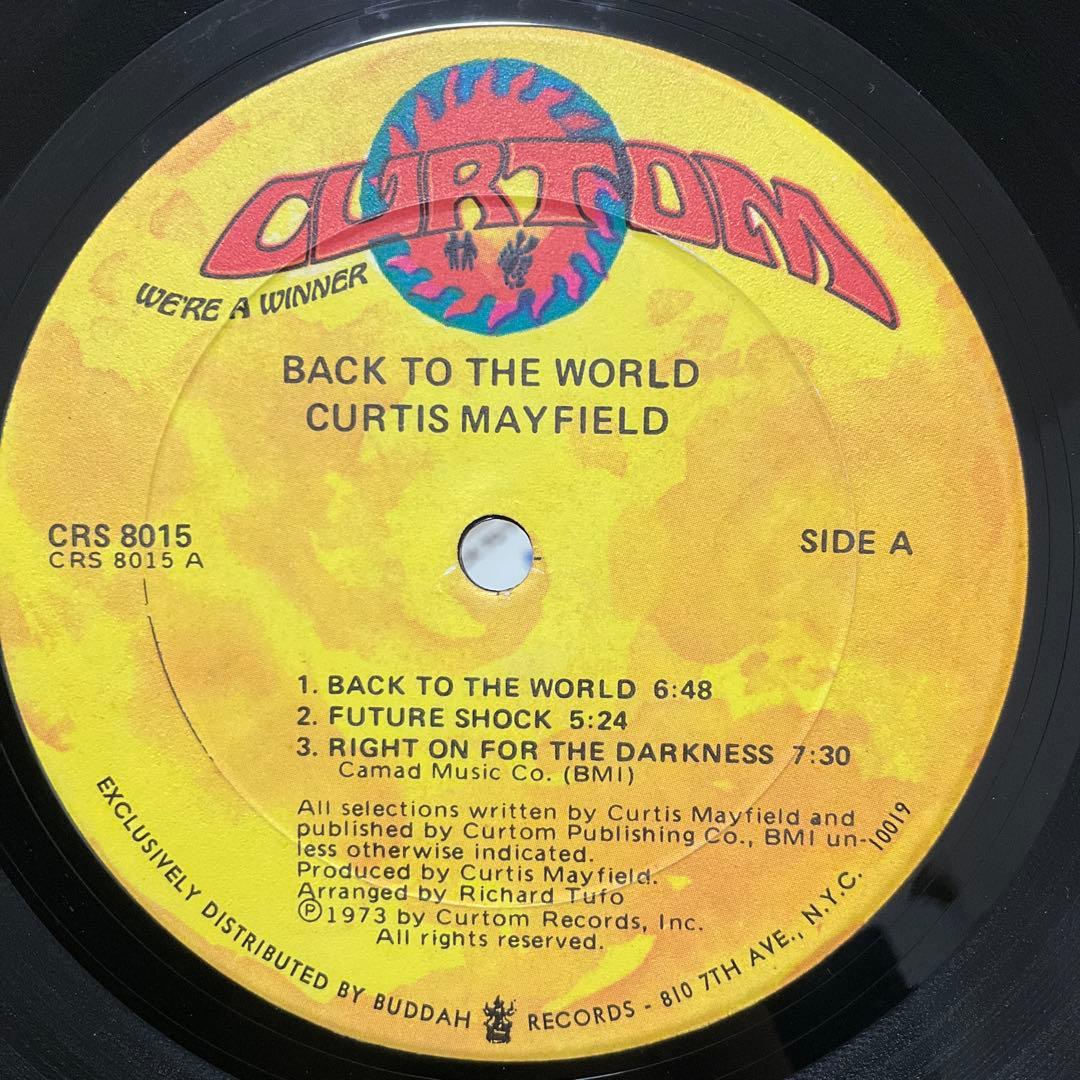 CURTOM
WE'RE A WINNER
BACK TO THE WORLD
CURTIS MAYFIELD
CRS 8015
CRS 8015 A
SIDE A
1. BACK TO THE WORLD 6:48
2. FUTURE SHOCK 5:24
3. RIGHT ON FOR THE DARKNESS 7:30
Camad Music Co. (BMI)
All selections written by Curtis Mayfield and
published by Curtom Publishing Co., BMI un-
less otherwise indicated.
Produced by Curtis Mayfield.
Arranged by Richard Tufo
Ⓟ1973 by Curtom Records, Inc.
All rights reserved.
EXCLUSIVELY DISTRIBUTED BY BUDDAH RECORDS - 810 7TH AVE., N.Y.C. 10019